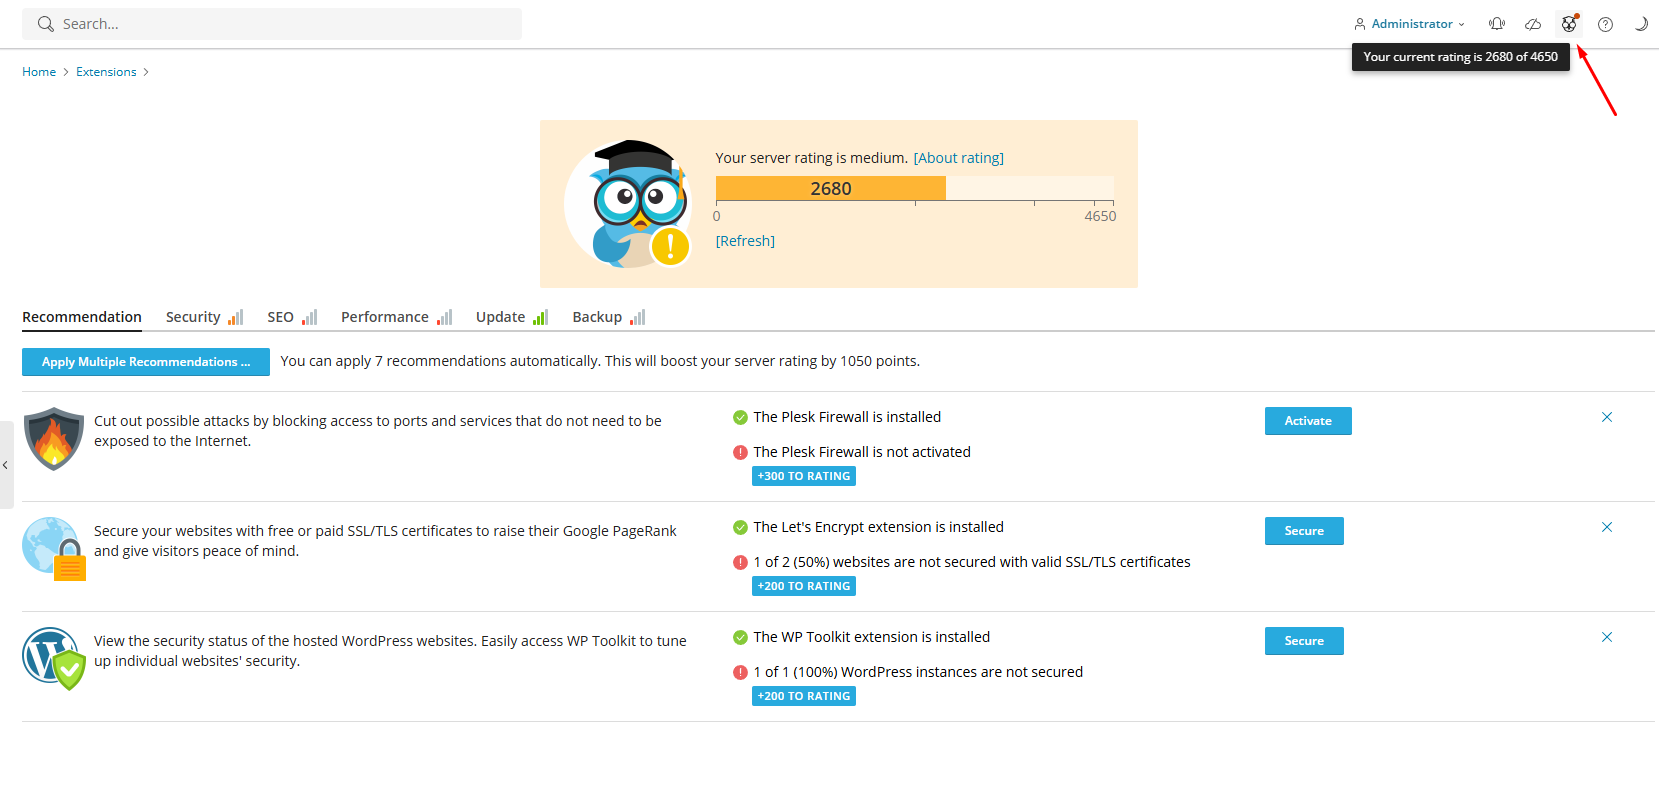 Search...
Administrator
Your current rating is 2680 of 4650
Home > Extensions >
Your server rating is medium. [About rating]
2680
0 4650
[Refresh]
Recommendation Security SEO Performance Update Backup
Apply Multiple Recommendations ... You can apply 7 recommendations automatically. This will boost your server rating by 1050 points.
Cut out possible attacks by blocking access to ports and services that do not need to be
exposed to the Internet.
The Plesk Firewall is installed
The Plesk Firewall is not activated
+300 TO RATING
Activate
Secure your websites with free or paid SSL/TLS certificates to raise their Google PageRank
and give visitors peace of mind.
The Let's Encrypt extension is installed
1 of 2 (50%) websites are not secured with valid SSL/TLS certificates
+200 TO RATING
Secure
View the security status of the hosted WordPress websites. Easily access WP Toolkit to tune
up individual websites' security.
The WP Toolkit extension is installed
1 of 1 (100%) WordPress instances are not secured
+200 TO RATING
Secure